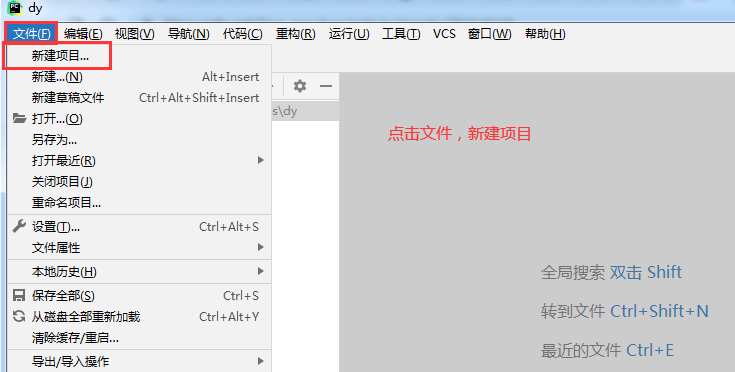 dy
文件(F) 编辑(E) 视图(V) 导航(N) 代码(C) 重构(R) 运行(U) 工具(T) VCS 窗口(W) 帮助(H)
新建项目...
新建...(N) Alt+Insert
新建草稿文件 Ctrl+Alt+Shift+Insert
s\dy
打开...(O)
点击文件，新建项目
另存为...
打开最近(R)
关闭项目(J)
重命名项目...
设置(T)... Ctrl+Alt+S
文件属性
本地历史(H)
全局搜索 双击 Shift
保存全部(S) Ctrl+S
转到文件 Ctrl+Shift+N
从磁盘全部重新加载 Ctrl+Alt+Y
清除缓存/重启...
最近的文件 Ctrl+E
导出/导入操作